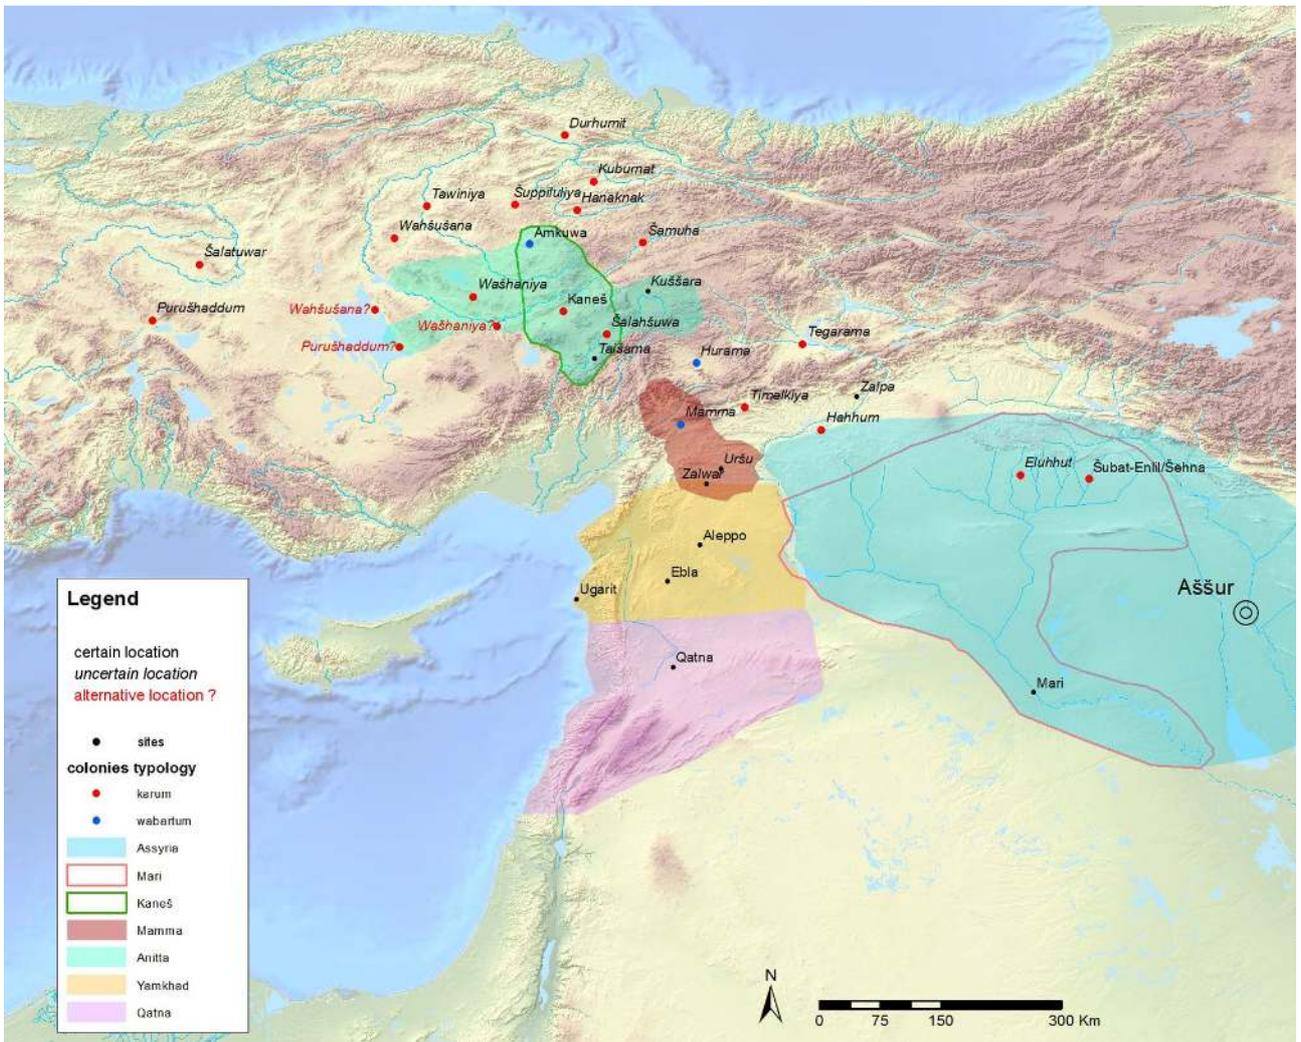 Durhumit
Kuburnat
Tawiniya
Šuppiluliya
Hanaknak
Wahšušana
Amkuwa
Šamuha
Šalatuwar
Wašhaniya
Kuššara
Purušhaddum
Wahšušana?
Kaneš
Wašhaniya?
Šalahšuwa
Tegarama
Purušhaddum?
Taišama
Hurama
Zalpa
Timelkiya
Mamma
Hahhum
Uršu
Eluhhut
Šubat-Enlil/Šehna
Zalwar
Aleppo
Ebla
Ugarit
Aššur
Qatna
Mari
Legend
certain location
uncertain location
alternative location ?
sites
colonies typology
karum
wabartum
Assyria
Mari
Kaneš
Mamma
Anitta
Yamkhad
Qatna
N
0 75 150 300 Km